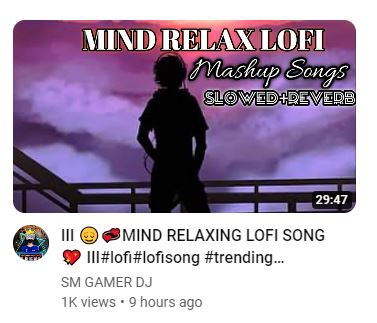 MIND RELAX LOFI
Mashup Songs
SLOWED+REVERB
29:47
III 😔 💞MIND RELAXING LOFI SONG
💖 III#lofi#lofisong #trending...
SM GAMER DJ
1K views • 9 hours ago